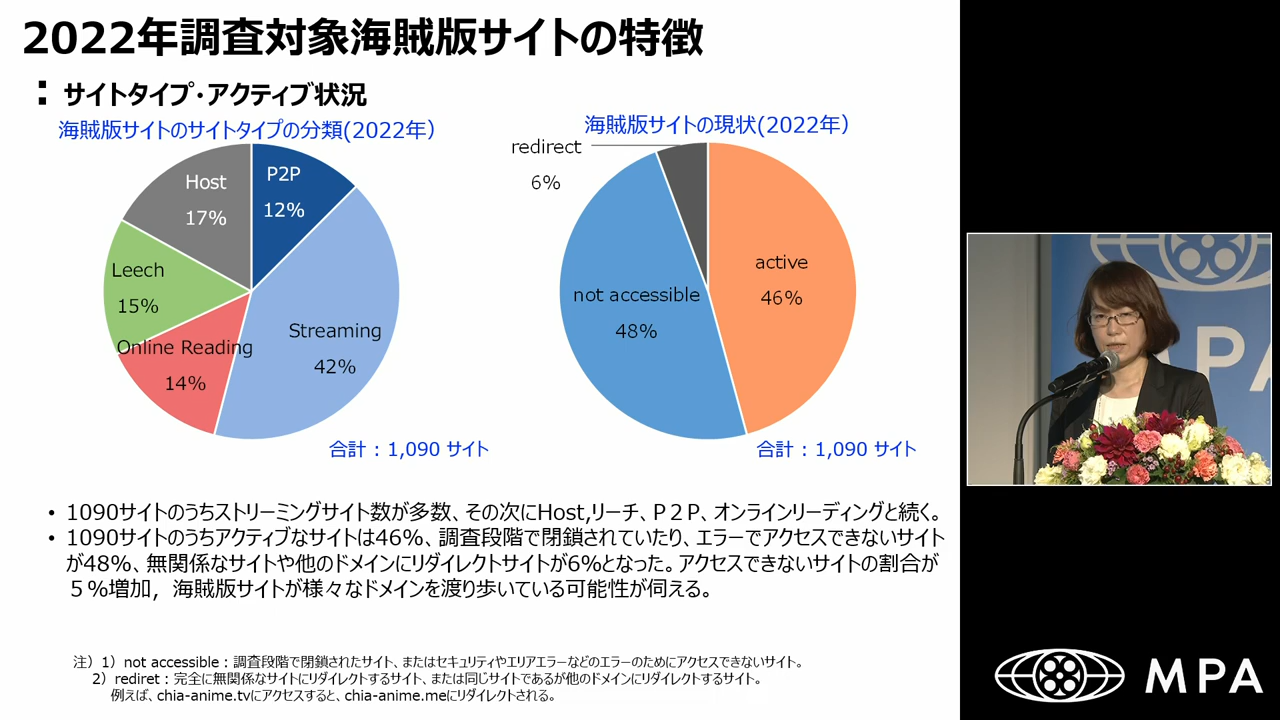 2022年調査対象海賊版サイトの特徴
：サイトタイプ・アクティブ状況
海賊版サイトのサイトタイプの分類(2022年）
P2P
12%
Streaming
42%
Online Reading
14%
Leech
15%
Host
17%
合計：1,090 サイト
海賊版サイトの現状(2022年）
redirect
6%
active
46%
not accessible
48%
合計：1,090 サイト
• 1090サイトのうちストリーミングサイト数が多数、その次にHost,リーチ、P２P、オンラインリーディングと続く。
• 1090サイトのうちアクティブなサイトは46%、調査段階で閉鎖されていたり、エラーでアクセスできないサイト
が48%、無関係なサイトや他のドメインにリダイレクトサイトが6%となった。アクセスできないサイトの割合が
５%増加，海賊版サイトが様々なドメインを渡り歩いている可能性が伺える。
注）1）not accessible：調査段階で閉鎖されたサイト、またはセキュリティやエリアエラーなどのエラーのためにアクセスできないサイト。
2）rediret：完全に無関係なサイトにリダイレクトするサイト、または同じサイトであるが他のドメインにリダイレクトするサイト。
例えば、chia-anime.tvにアクセスすると、chia-anime.meにリダイレクトされる。
MPA
MPA